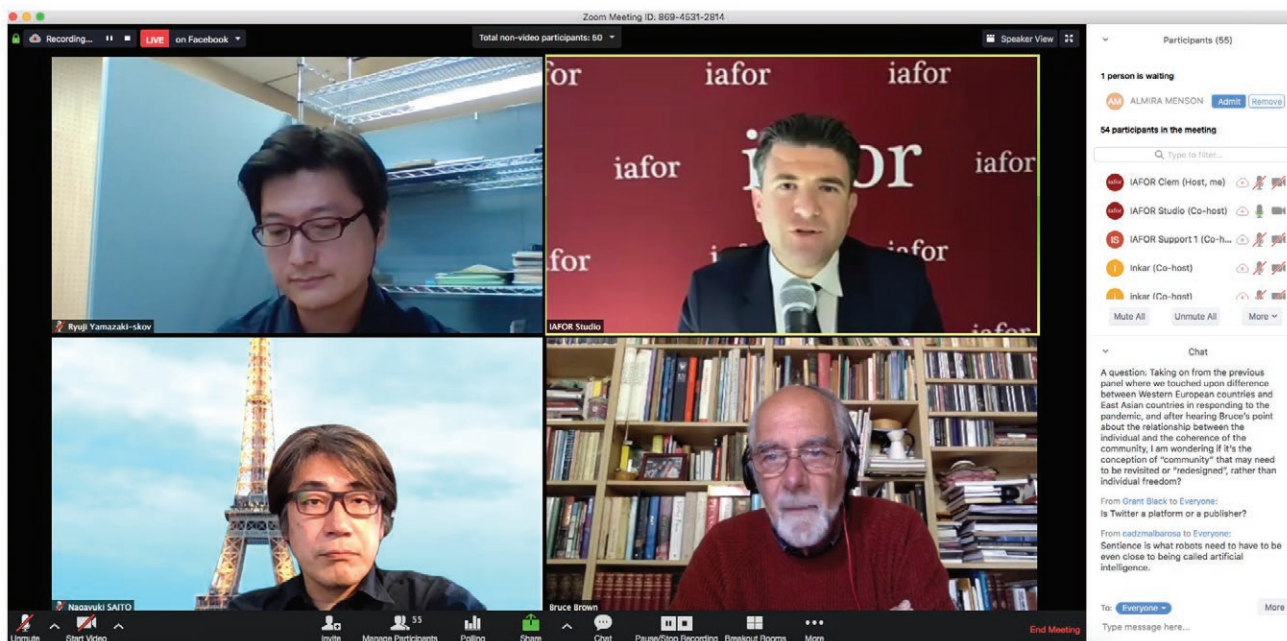 Zoom Meeting ID: 869-4531-2814
Recording...
LIVE on Facebook
Total non-video participants: 50
Speaker View
Ryuji Yamazaki-skov
for iafor iafor
iafor iafor iafor
for iafor
iafor
IAFOR Studio
Nagayuki SAITO
Bruce Brown
Participants (55)
1 person is waiting
AM ALMIRA MENSON Admit Remove
54 participants in the meeting
Type to filter...
iafor IAFOR Clem (Host, me)
iafor IAFOR Studio (Co-host)
IS IAFOR Support 1 (Co-h...
I Inkar (Co-host)
I inkar (Co-host)
Mute All Unmute All More
Chat
A question: Taking on from the previous
panel where we touched upon difference
between Western European countries and
East Asian countries in responding to the
pandemic, and after hearing Bruce's point
about the relationship between the
individual and the coherence of the
community, I am wondering if it's the
conception of "community" that may need
to be revisited or "redesigned", rather than
individual freedom?
From Grant Black to Everyone:
Is Twitter a platform or a publisher?
From cadzmalbarosa to Everyone:
Sentience is what robots need to have to be
even close to being called artificial
intelligence.
To: Everyone More
Type message here...
Unmute Start Video Invite Manage Participants 55 Polling Share Chat Pause/Stop Recording Breakout Rooms More End Meeting